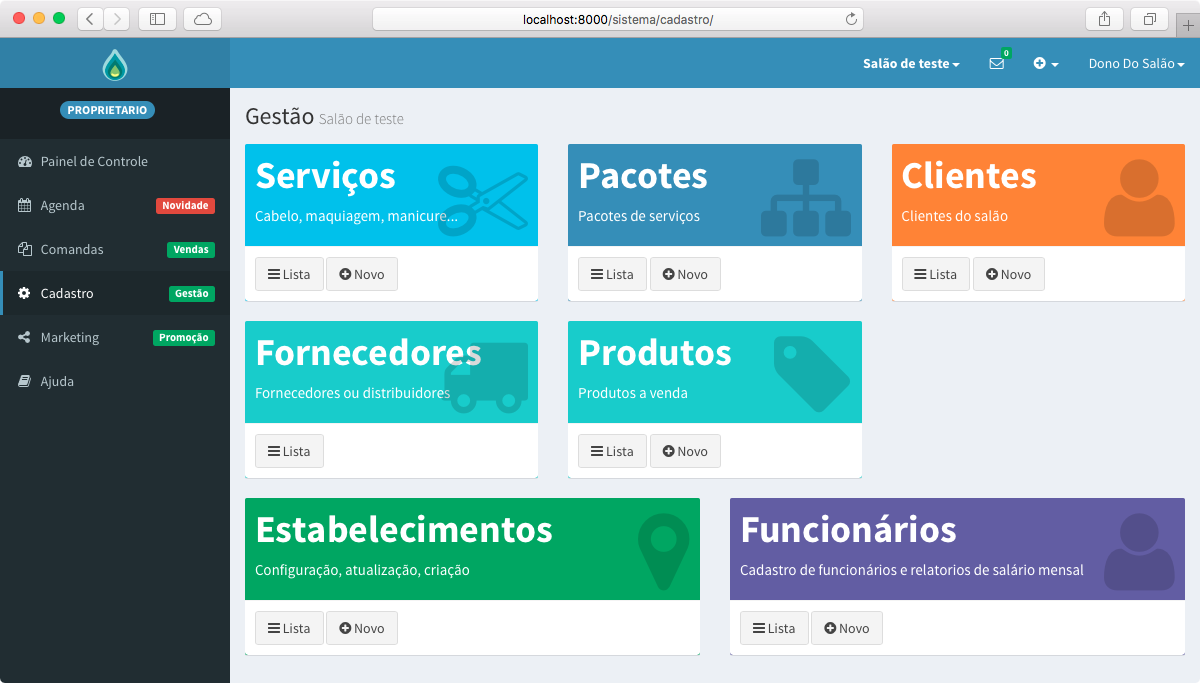 localhost:8000/sistema/cadastro/
Salão de teste
0
Dono Do Salão
PROPRIETARIO
Painel de Controle
Agenda Novidade
Comandas Vendas
Cadastro Gestão
Marketing Promoção
Ajuda
Gestão Salão de teste
Serviços
Cabelo, maquiagem, manicure...
Lista Novo
Pacotes
Pacotes de serviços
Lista Novo
Clientes
Clientes do salão
Lista Novo
Fornecedores
Fornecedores ou distribuidores
Lista
Produtos
Produtos a venda
Lista Novo
Estabelecimentos
Configuração, atualização, criação
Lista Novo
Funcionários
Cadastro de funcionários e relatorios de salário mensal
Lista Novo